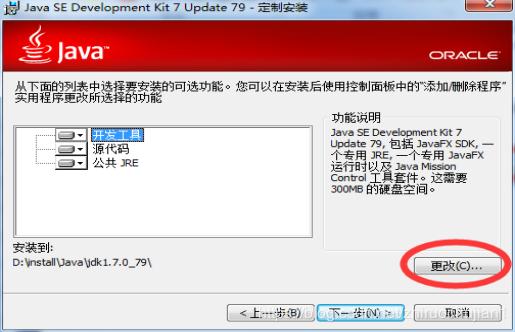 Java SE Development Kit 7 Update 79 - 定制安装
Java™
ORACLE
从下面的列表中选择要安装的可选功能。您可以在安装后使用控制面板中的"添加/删除程序"
实用程序更改所选择的功能
开发工具
源代码
公共 JRE
功能说明
Java SE Development Kit 7
Update 79, 包括 JavaFX SDK, 一
个专用 JRE, 一个专用 JavaFX
运行时以及 Java Mission
Control 工具套件。这需要
300MB 的硬盘空间。
安装到:
D:\install\Java\jdk1.7.0_79\
更改(C)...
< 上一步(B)
下一步(N) >
取消